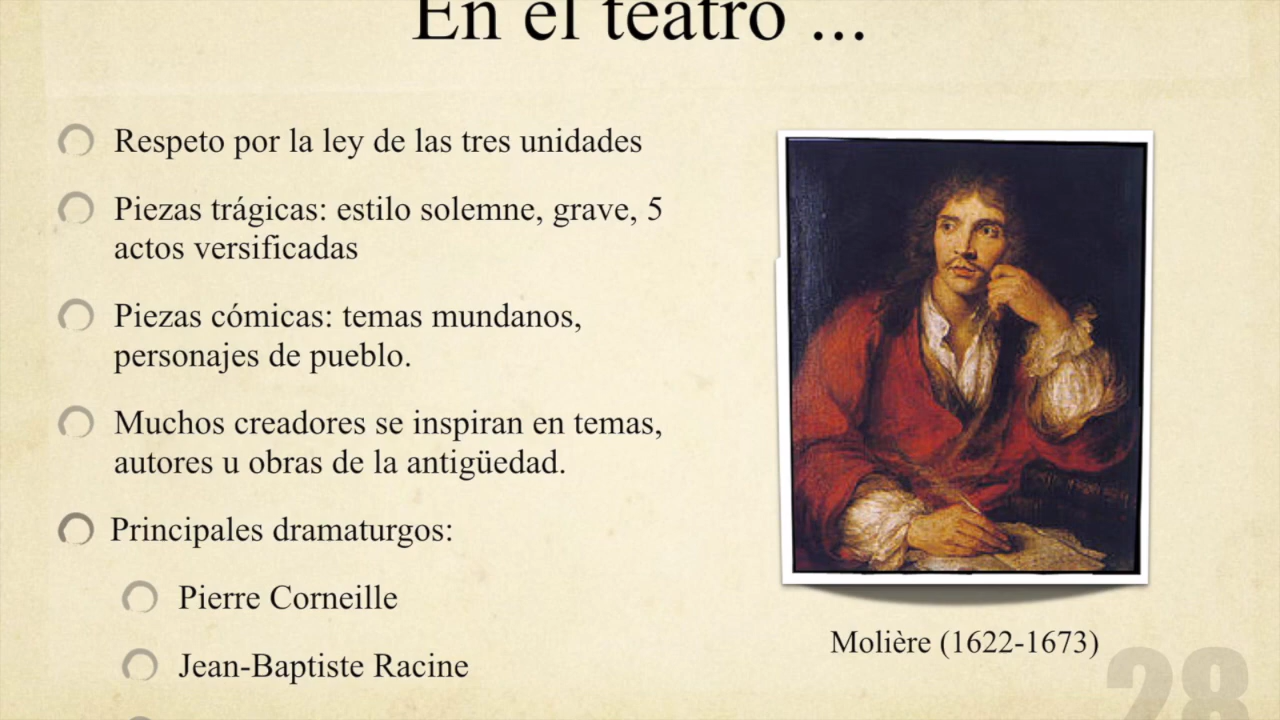 En el teatro ...
Respeto por la ley de las tres unidades
Piezas trágicas: estilo solemne, grave, 5
actos versificadas
Piezas cómicas: temas mundanos,
personajes de pueblo.
Muchos creadores se inspiran en temas,
autores u obras de la antigüedad.
Principales dramaturgos:
Pierre Corneille
Jean-Baptiste Racine
Molière (1622-1673)
28